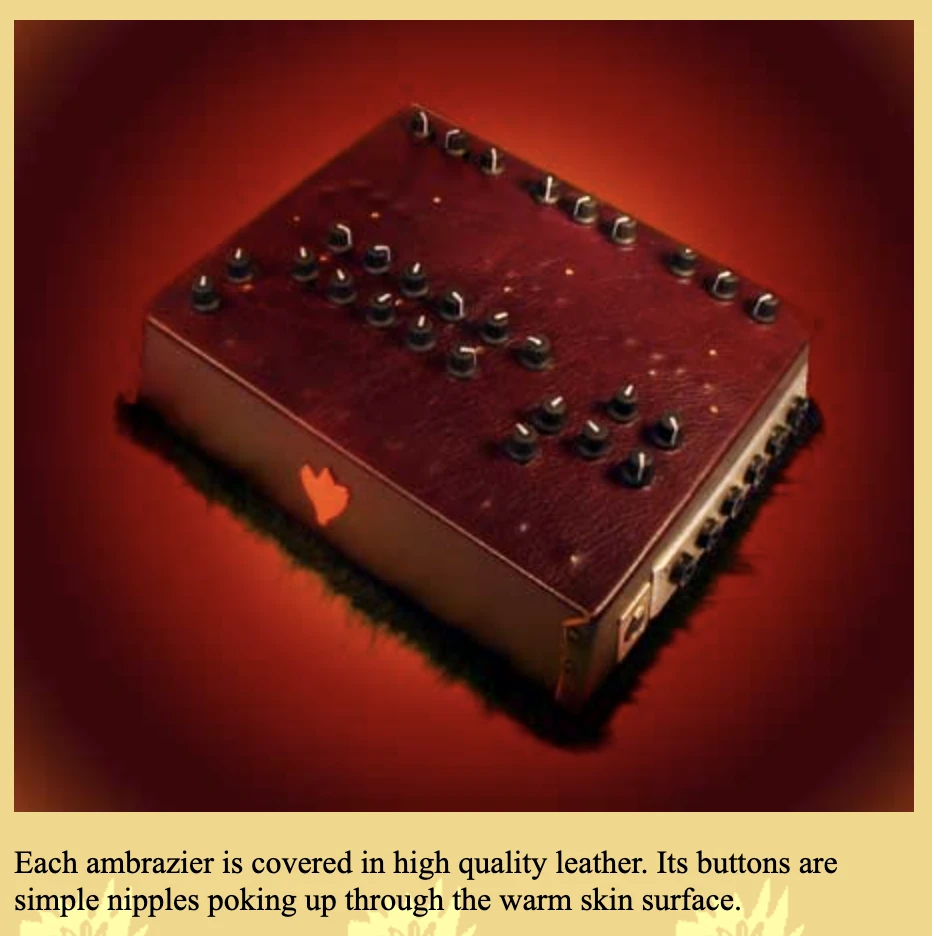 Each ambrazier is covered in high quality leather. Its buttons are
simple nipples poking up through the warm skin surface.